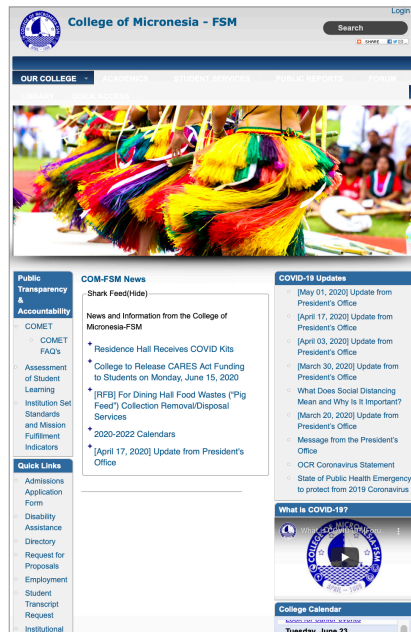 Login
College of Micronesia - FSM
Search
SHARE
OUR COLLEGE
ACADEMICS
STUDENT SERVICES
PUBLIC REPORTS
FORUM
Public
Transparency
&
Accountability
COMET
COMET
FAQ's
Assessment
of Student
Learning
Institution Set
Standards
and Mission
Fulfillment
Indicators
Quick Links
Admissions
Application
Form
Disability
Assistance
Directory
Request for
Proposals
Employment
Student
Transcript
Request
Institutional
COM-FSM News
Shark Feed(Hide)
News and Information from the College of
Micronesia-FSM
Residence Hall Receives COVID Kits
College to Release CARES Act Funding
to Students on Monday, June 15, 2020
[RFB] For Dining Hall Food Wastes ("Pig
Feed") Collection Removal/Disposal
Services
2020-2022 Calendars
[April 17, 2020] Update from President's
Office
COVID-19 Updates
[May 01, 2020] Update from
President's Office
[April 17, 2020] Update from
President's Office
[April 03, 2020] Update from
President's Office
[March 30, 2020] Update from
President's Office
What Does Social Distancing
Mean and Why Is It Important?
[March 20, 2020] Update from
President's Office
Message from the President's
Office
OCR Coronavirus Statement
State of Public Health Emergency
to protect from 2019 Coronavirus
What is COVID-19?
College Calendar
Look for earlier events
Tuesday, June 23